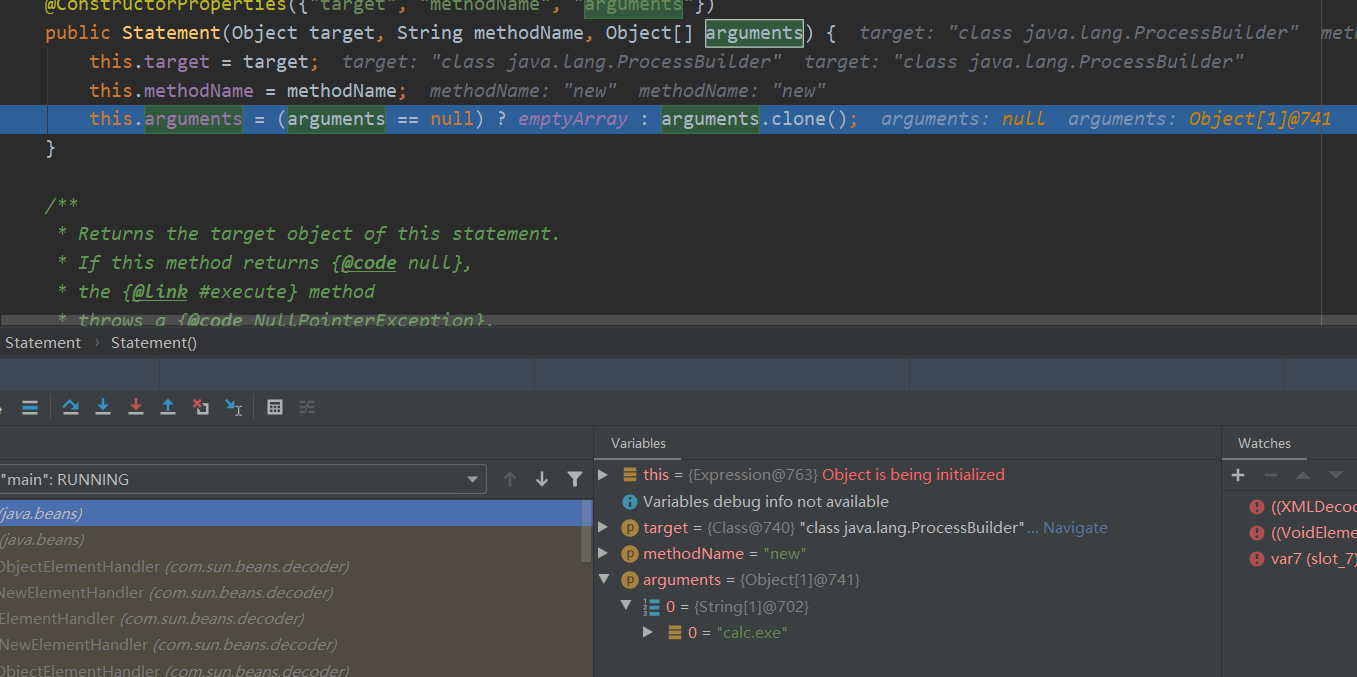 @ConstructorProperties({"target", "methodName", "arguments"})
public Statement(Object target, String methodName, Object[] arguments) {  target: "class java.lang.ProcessBuilder"
this.target = target;  target: "class java.lang.ProcessBuilder"  target: "class java.lang.ProcessBuilder"
this.methodName = methodName;  methodName: "new"  methodName: "new"
this.arguments = (arguments == null) ? emptyArray : arguments.clone();  arguments: null  arguments: Object[1]@741
}
/**
* Returns the target object of this statement.
* If this method returns {@code null},
* the {@link #execute} method
* throws a {@code NullPointerException}.
Statement › Statement()
Variables
Watches
"main": RUNNING
(java.beans)
(java.beans)
ObjectElementHandler (com.sun.beans.decoder)
NewElementHandler (com.sun.beans.decoder)
ElementHandler (com.sun.beans.decoder)
NewElementHandler (com.sun.beans.decoder)
ObjectElementHandler (com.sun.beans.decoder)
this = {Expression@763} Object is being initialized
Variables debug info not available
target = {Class@740} "class java.lang.ProcessBuilder"... Navigate
methodName = "new"
arguments = {Object[1]@741}
0 = {String[1]@702}
0 = "calc.exe"
((XMLDeco
((VoidEleme
var7 (slot_7)